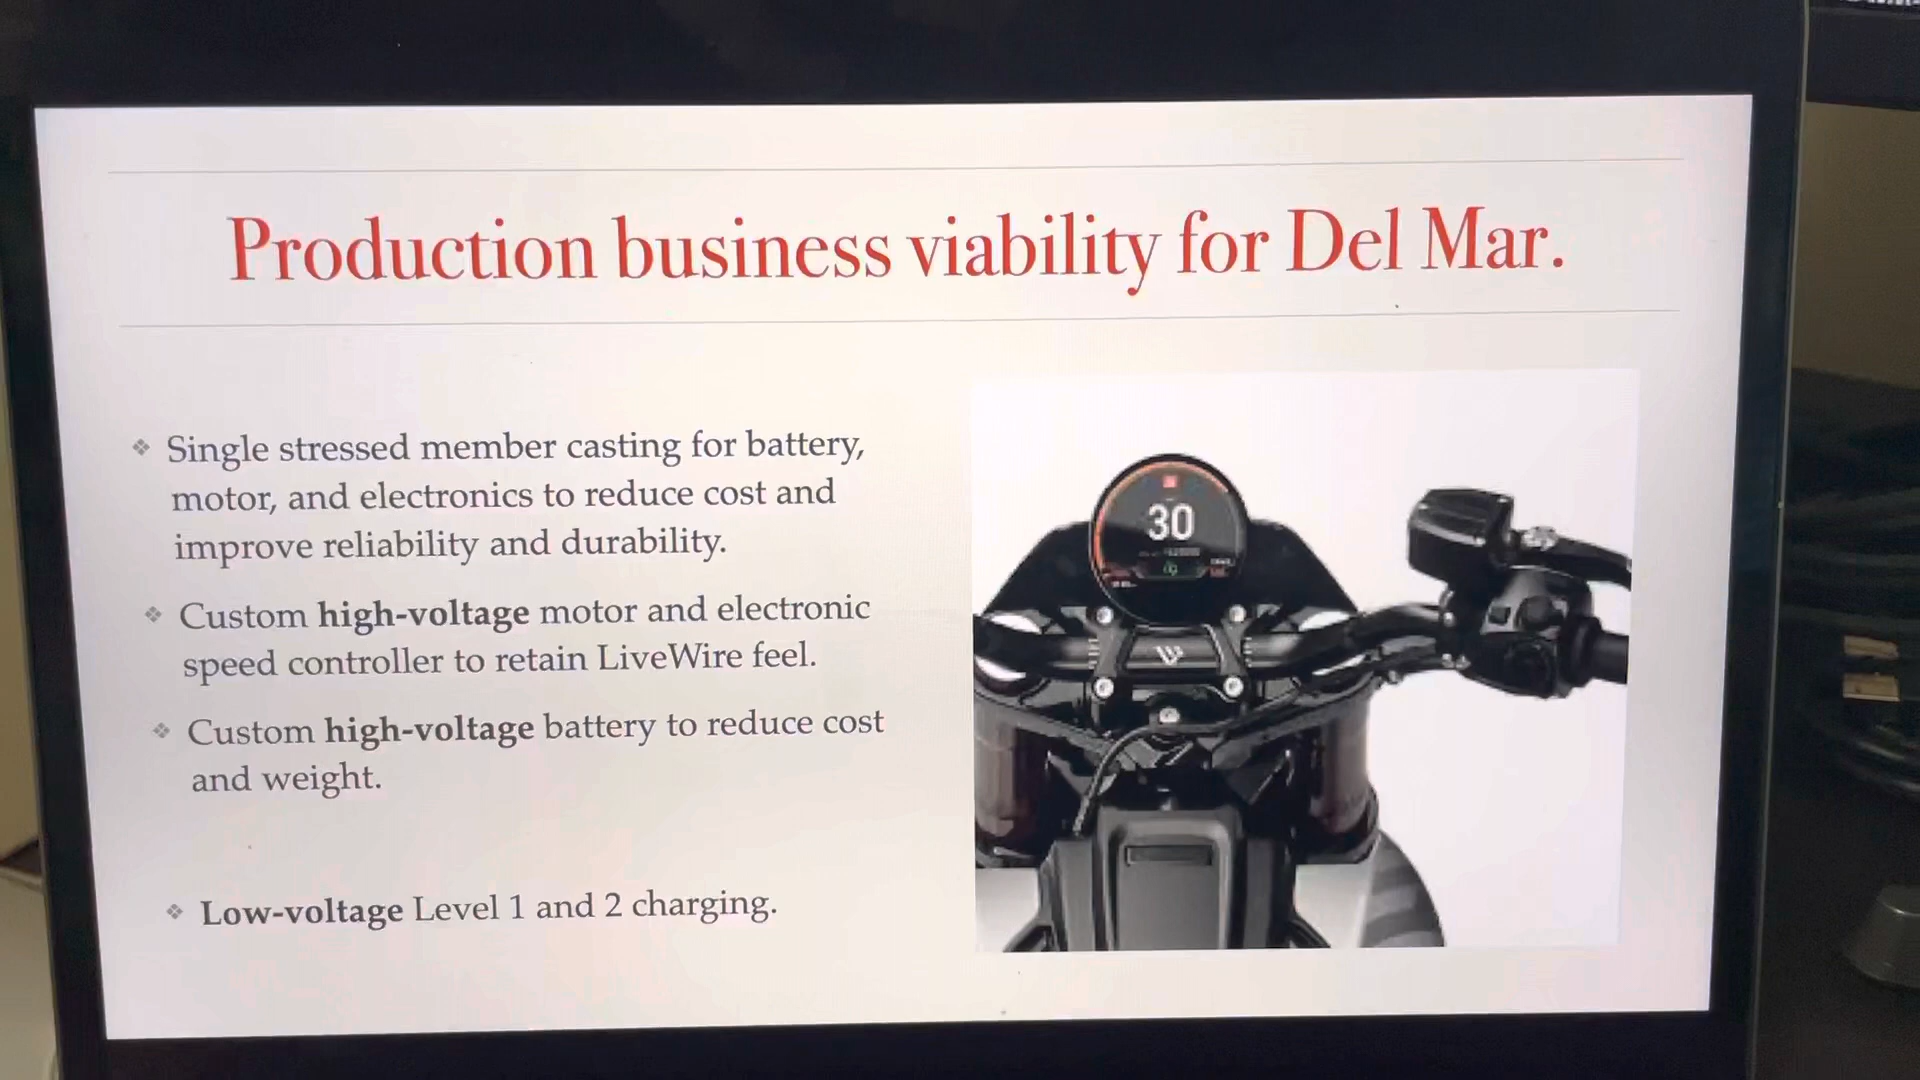 Production business viability for Del Mar.
❖ Single stressed member casting for battery,
motor, and electronics to reduce cost and
improve reliability and durability.
❖ Custom high-voltage motor and electronic
speed controller to retain LiveWire feel.
❖ Custom high-voltage battery to reduce cost
and weight.
❖ Low-voltage Level 1 and 2 charging.
30